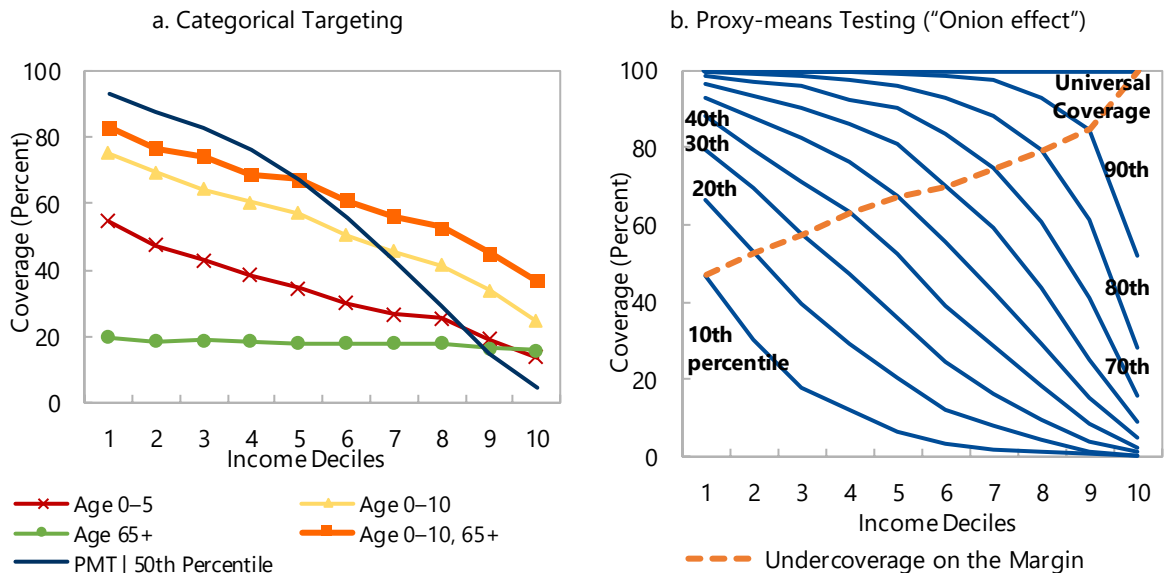 a. Categorical Targeting
100
80
60
40
20
0
Coverage (Percent)
1 2 3 4 5 6 7 8 9 10
Income Deciles
Age 0–5
Age 0–10
Age 65+
Age 0–10, 65+
PMT | 50th Percentile
b. Proxy-means Testing (“Onion effect”)
100
80
60
40
20
0
Coverage (Percent)
Universal
Coverage
40th
30th
20th
10th
percentile
90th
80th
70th
1 2 3 4 5 6 7 8 9 10
Income Deciles
Undercoverage on the Margin